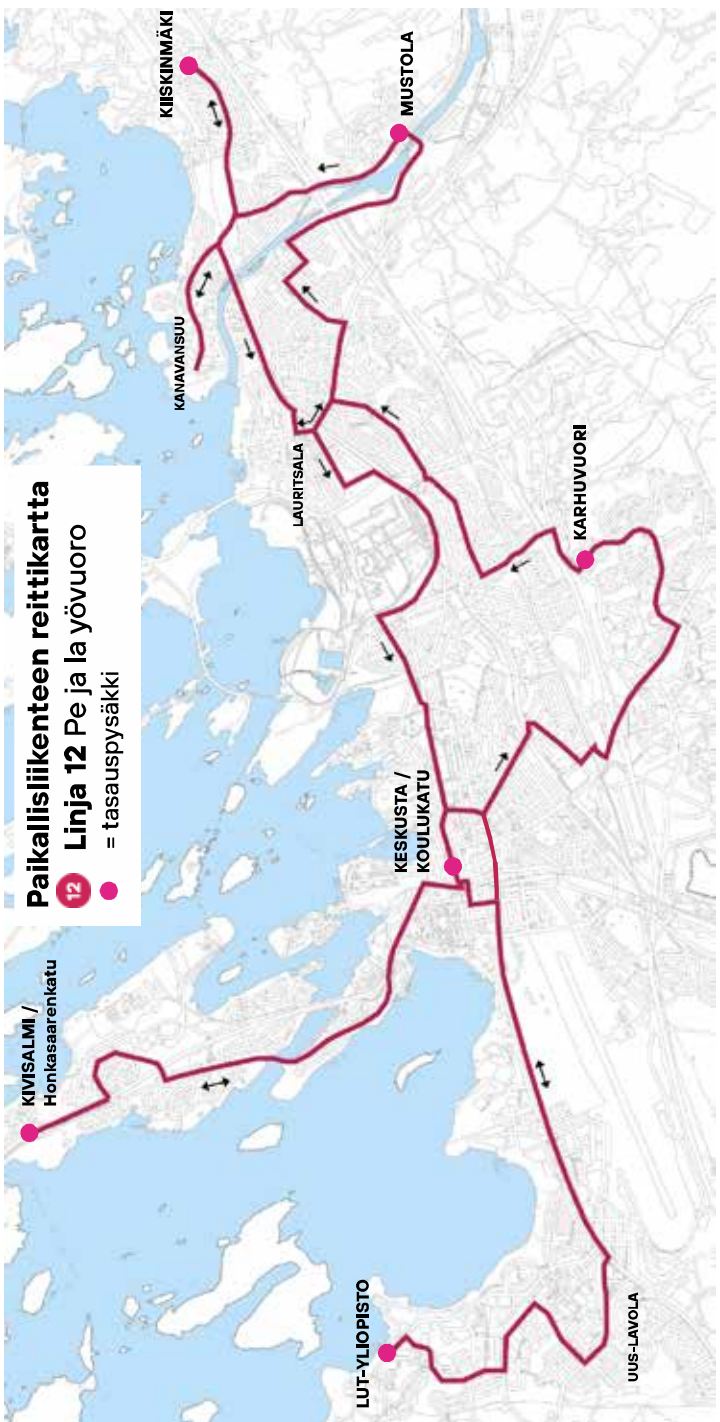 Paikallisliikenteen reittikartta
12 Linja 12 Pe ja la yövuoro
= tasauspysäkki
KIVISALMI /
Honkasaarenkatu
LUT-YLIOPISTO
UUS-LAVOLA
KESKUSTA /
KOULUKATU
KARHUVUORI
LAURITSALA
KANAVANSUU
KIISKINMÄKI
MUSTOLA